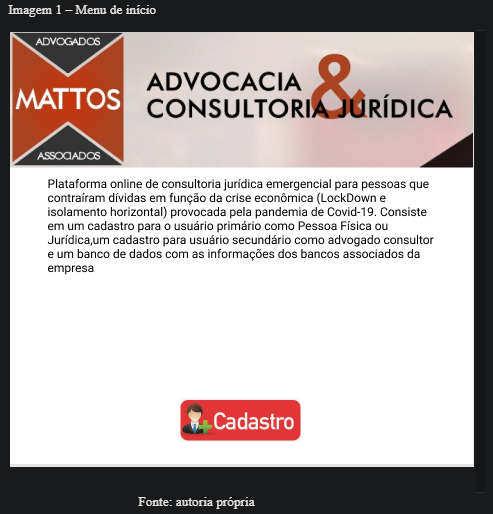 Imagem 1 – Menu de início
ADVOGADOS
MATTOS
ASSOCIADOS
ADVOCACIA &
CONSULTORIA JURÍDICA
Plataforma online de consultoria jurídica emergencial para pessoas que
contraíram dívidas em função da crise econômica (LockDown e
isolamento horizontal) provocada pela pandemia de Covid-19. Consiste
em um cadastro para o usuário primário como Pessoa Física ou
Jurídica,um cadastro para usuário secundário como advogado consultor
e um banco de dados com as informações dos bancos associados da
empresa
Cadastro
Fonte: autoria própria